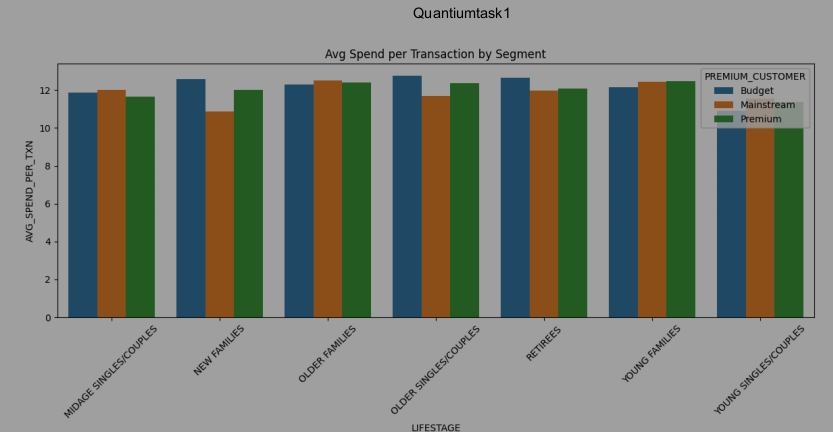 Quantiumtask1
Avg Spend per Transaction by Segment
PREMIUM_CUSTOMER
Budget
Mainstream
Premium
AVG_SPEND_PER_TXN
12
10
8
6
4
2
0
MIDAGE SINGLES/COUPLES
NEW FAMILIES
OLDER FAMILIES
OLDER SINGLES/COUPLES
RETIREES
YOUNG FAMILIES
YOUNG SINGLES/COUPLES
LIFESTAGE